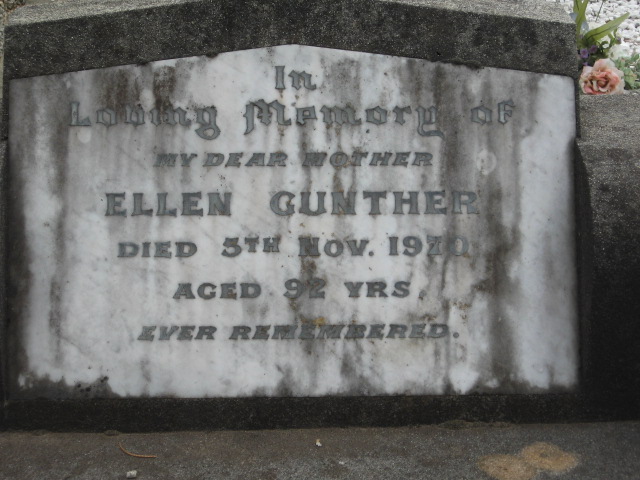 In
Loving Memory of
MY DEAR MOTHER
ELLEN GUNTHER
DIED 5TH NOV. 1970
AGED 92 YRS
EVER REMEMBERED.